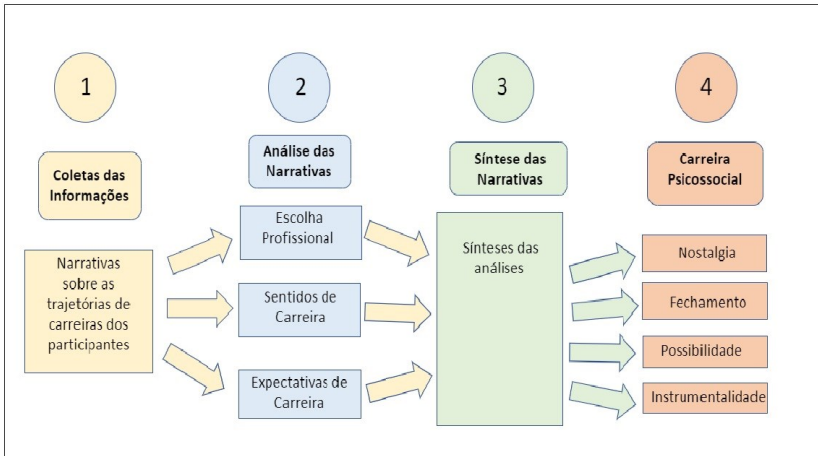 1
2
3
4
Coletas das
Informações
Análise das
Narrativas
Síntese das
Narrativas
Carreira
Psicossocial
Narrativas
sobre as
trajetórias de
carreiras dos
participantes
Escolha
Profissional
Sentidos de
Carreira
Expectativas de
Carreira
Sínteses das
análises
Nostalgia
Fechamento
Possibilidade
Instrumentalidade